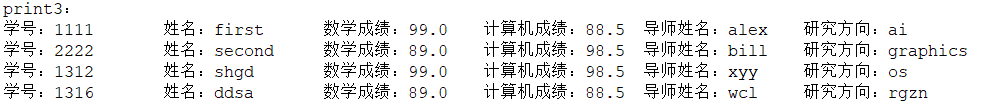 print3:
学号：1111 姓名：first 数学成绩：99.0 计算机成绩：88.5 导师姓名：alex 研究方向：ai
学号：2222 姓名：second 数学成绩：89.0 计算机成绩：98.5 导师姓名：bill 研究方向：graphics
学号：1312 姓名：shgd 数学成绩：99.0 计算机成绩：98.5 导师姓名：xyy 研究方向：os
学号：1316 姓名：ddsa 数学成绩：89.0 计算机成绩：88.5 导师姓名：wcl 研究方向：rgzn